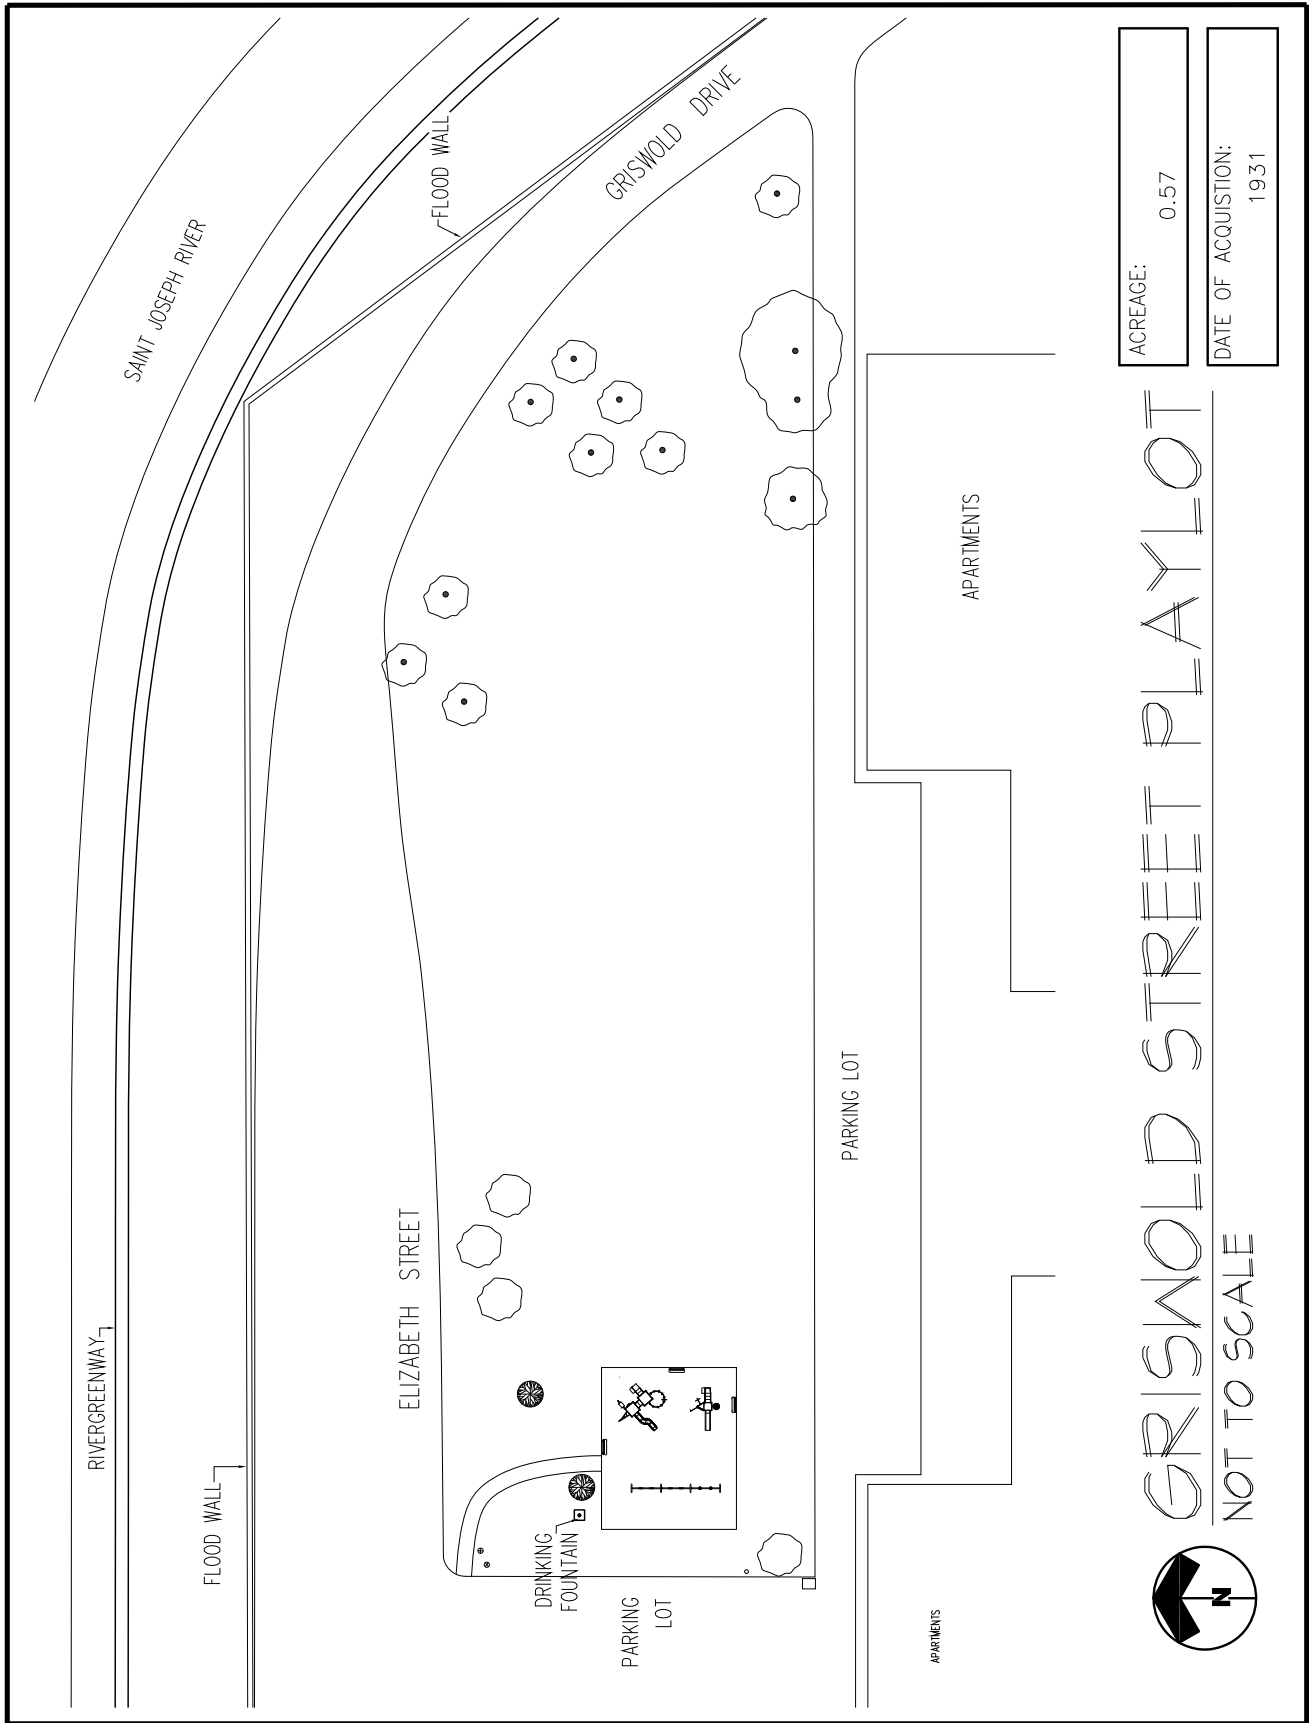 SAINT JOSEPH RIVER
RIVERGREENWAY
FLOOD WALL
FLOOD WALL
GRISWOLD DRIVE
ELIZABETH STREET
DRINKING
FOUNTAIN
PARKING
LOT
PARKING LOT
APARTMENTS
APARTMENTS
GRISWOLD STREET PLAYLOT
NOT TO SCALE
N
ACREAGE:
0.57
DATE OF ACQUISTION:
1931